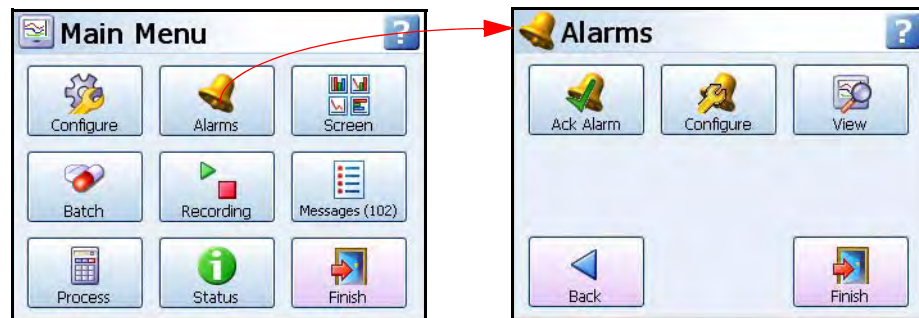 Main Menu
?
Configure
Alarms
Screen
Batch
Recording
Messages (102)
Process
Status
Finish
Alarms
?
Ack Alarm
Configure
View
Back
Finish